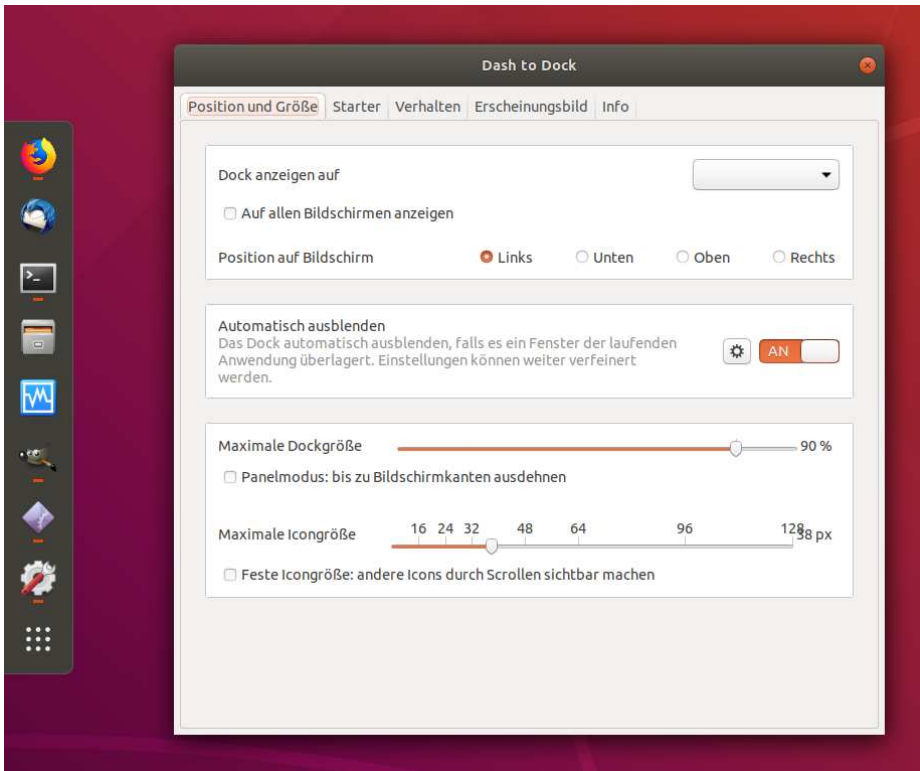 Dash to Dock
Position und Größe Starter Verhalten Erscheinungsbild Info
Dock anzeigen auf
Auf allen Bildschirmen anzeigen
Position auf Bildschirm Links Unten Oben Rechts
Automatisch ausblenden
Das Dock automatisch ausblenden, falls es ein Fenster der laufenden
Anwendung überlagert. Einstellungen können weiter verfeinert
werden.
AN
Maximale Dockgröße 90 %
Panelmodus: bis zu Bildschirmkanten ausdehnen
Maximale Icongröße 16 24 32 48 64 96 128 38 px
Feste Icongröße: andere Icons durch Scrollen sichtbar machen